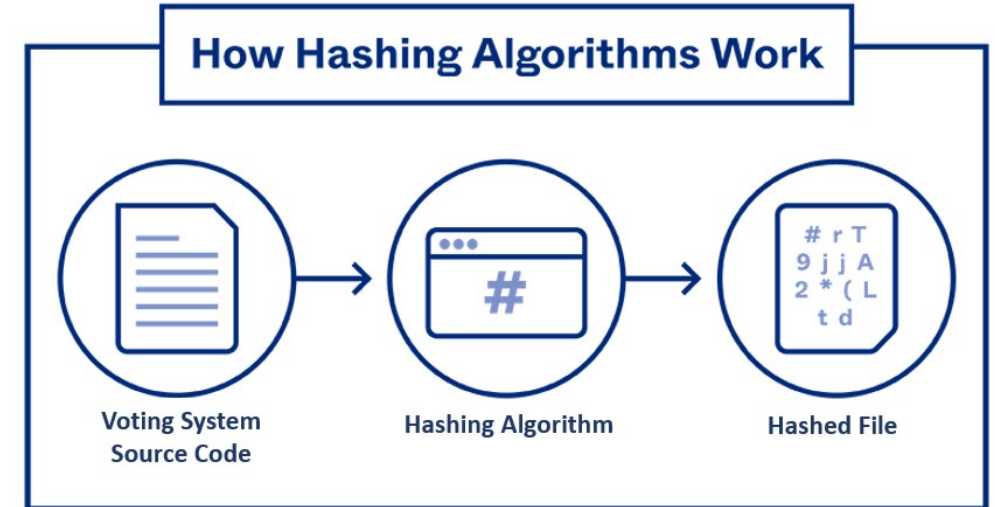 How Hashing Algorithms Work
#
# r T
9 j j A
2 * ( L
t d
Voting System
Source Code
Hashing Algorithm
Hashed File